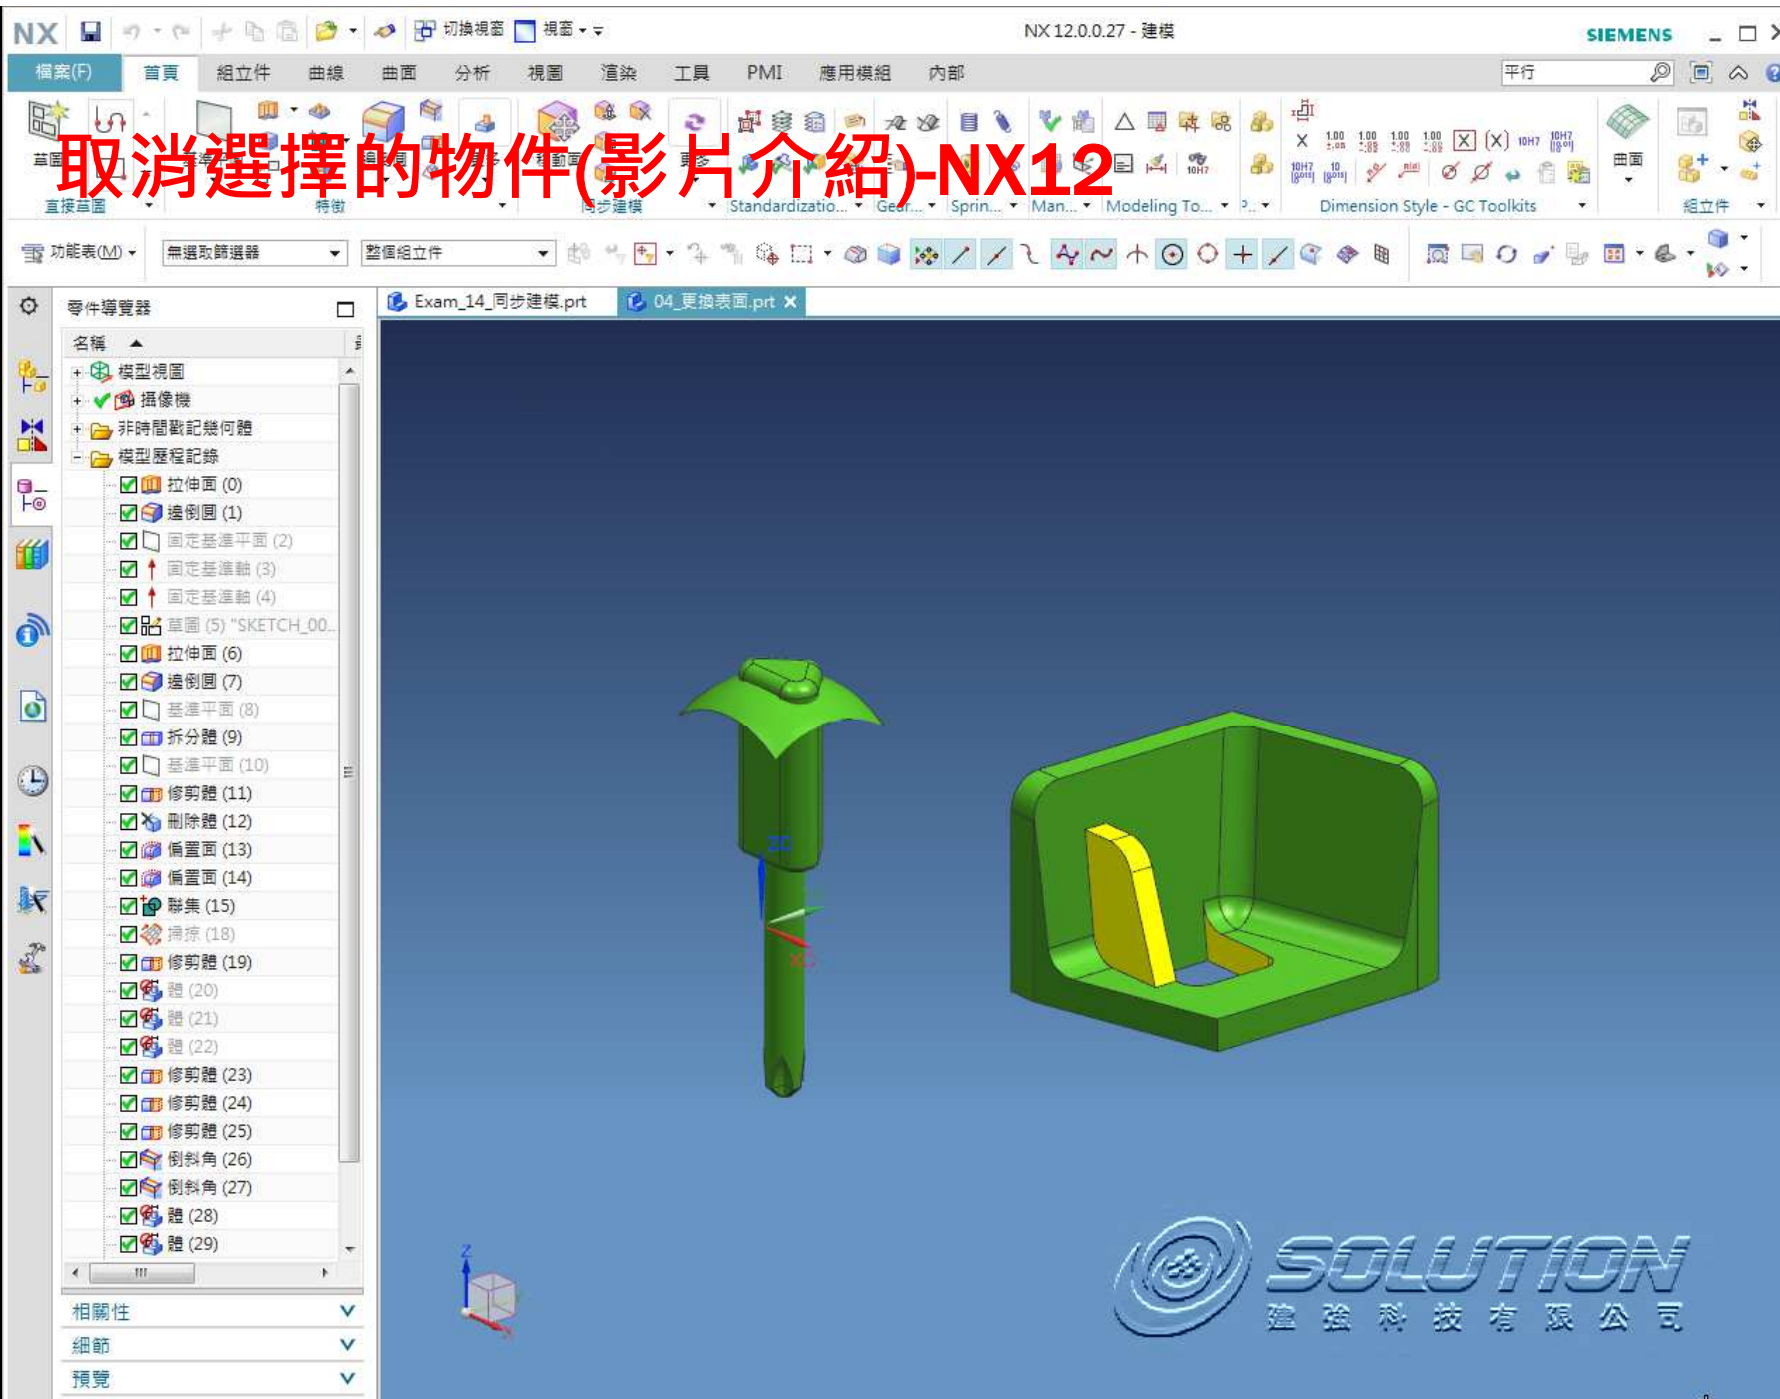 NX 切換視窗 視窗 NX 12.0.0.27 - 建模 SIEMENS
檔案(F) 首頁 組立件 曲線 曲面 分析 視圖 渲染 工具 PMI 應用模組 內部 平行
取消選擇的物件(影片介紹)-NX12
曲面
直接草圖 特徵 同步建模 Standardizatio... Gear... Sprin... Man... Modeling To... P.. Dimension Style - GC Toolkits 組立件
功能表(M) 無選取篩選器 整個組立件
零件導覽器 Exam_14_同步建模.prt 04_更換表面.prt
名稱
模型視圖
攝像機
非時間戳記幾何體
模型歷程記錄
拉伸面 (0)
邊倒圓 (1)
固定基準平面 (2)
固定基準軸 (3)
固定基準軸 (4)
草圖 (5) "SKETCH_00...
拉伸面 (6)
邊倒圓 (7)
基準平面 (8)
拆分體 (9)
基準平面 (10)
修剪體 (11)
刪除體 (12)
偏置面 (13)
偏置面 (14)
聯集 (15)
掃掠 (18)
修剪體 (19)
體 (20)
體 (21)
體 (22)
修剪體 (23)
修剪體 (24)
修剪體 (25)
倒斜角 (26)
倒斜角 (27)
體 (28)
體 (29)
相關性
細節
預覽
ZC
XC
Z
X
SOLUTION
建強科技有限公司